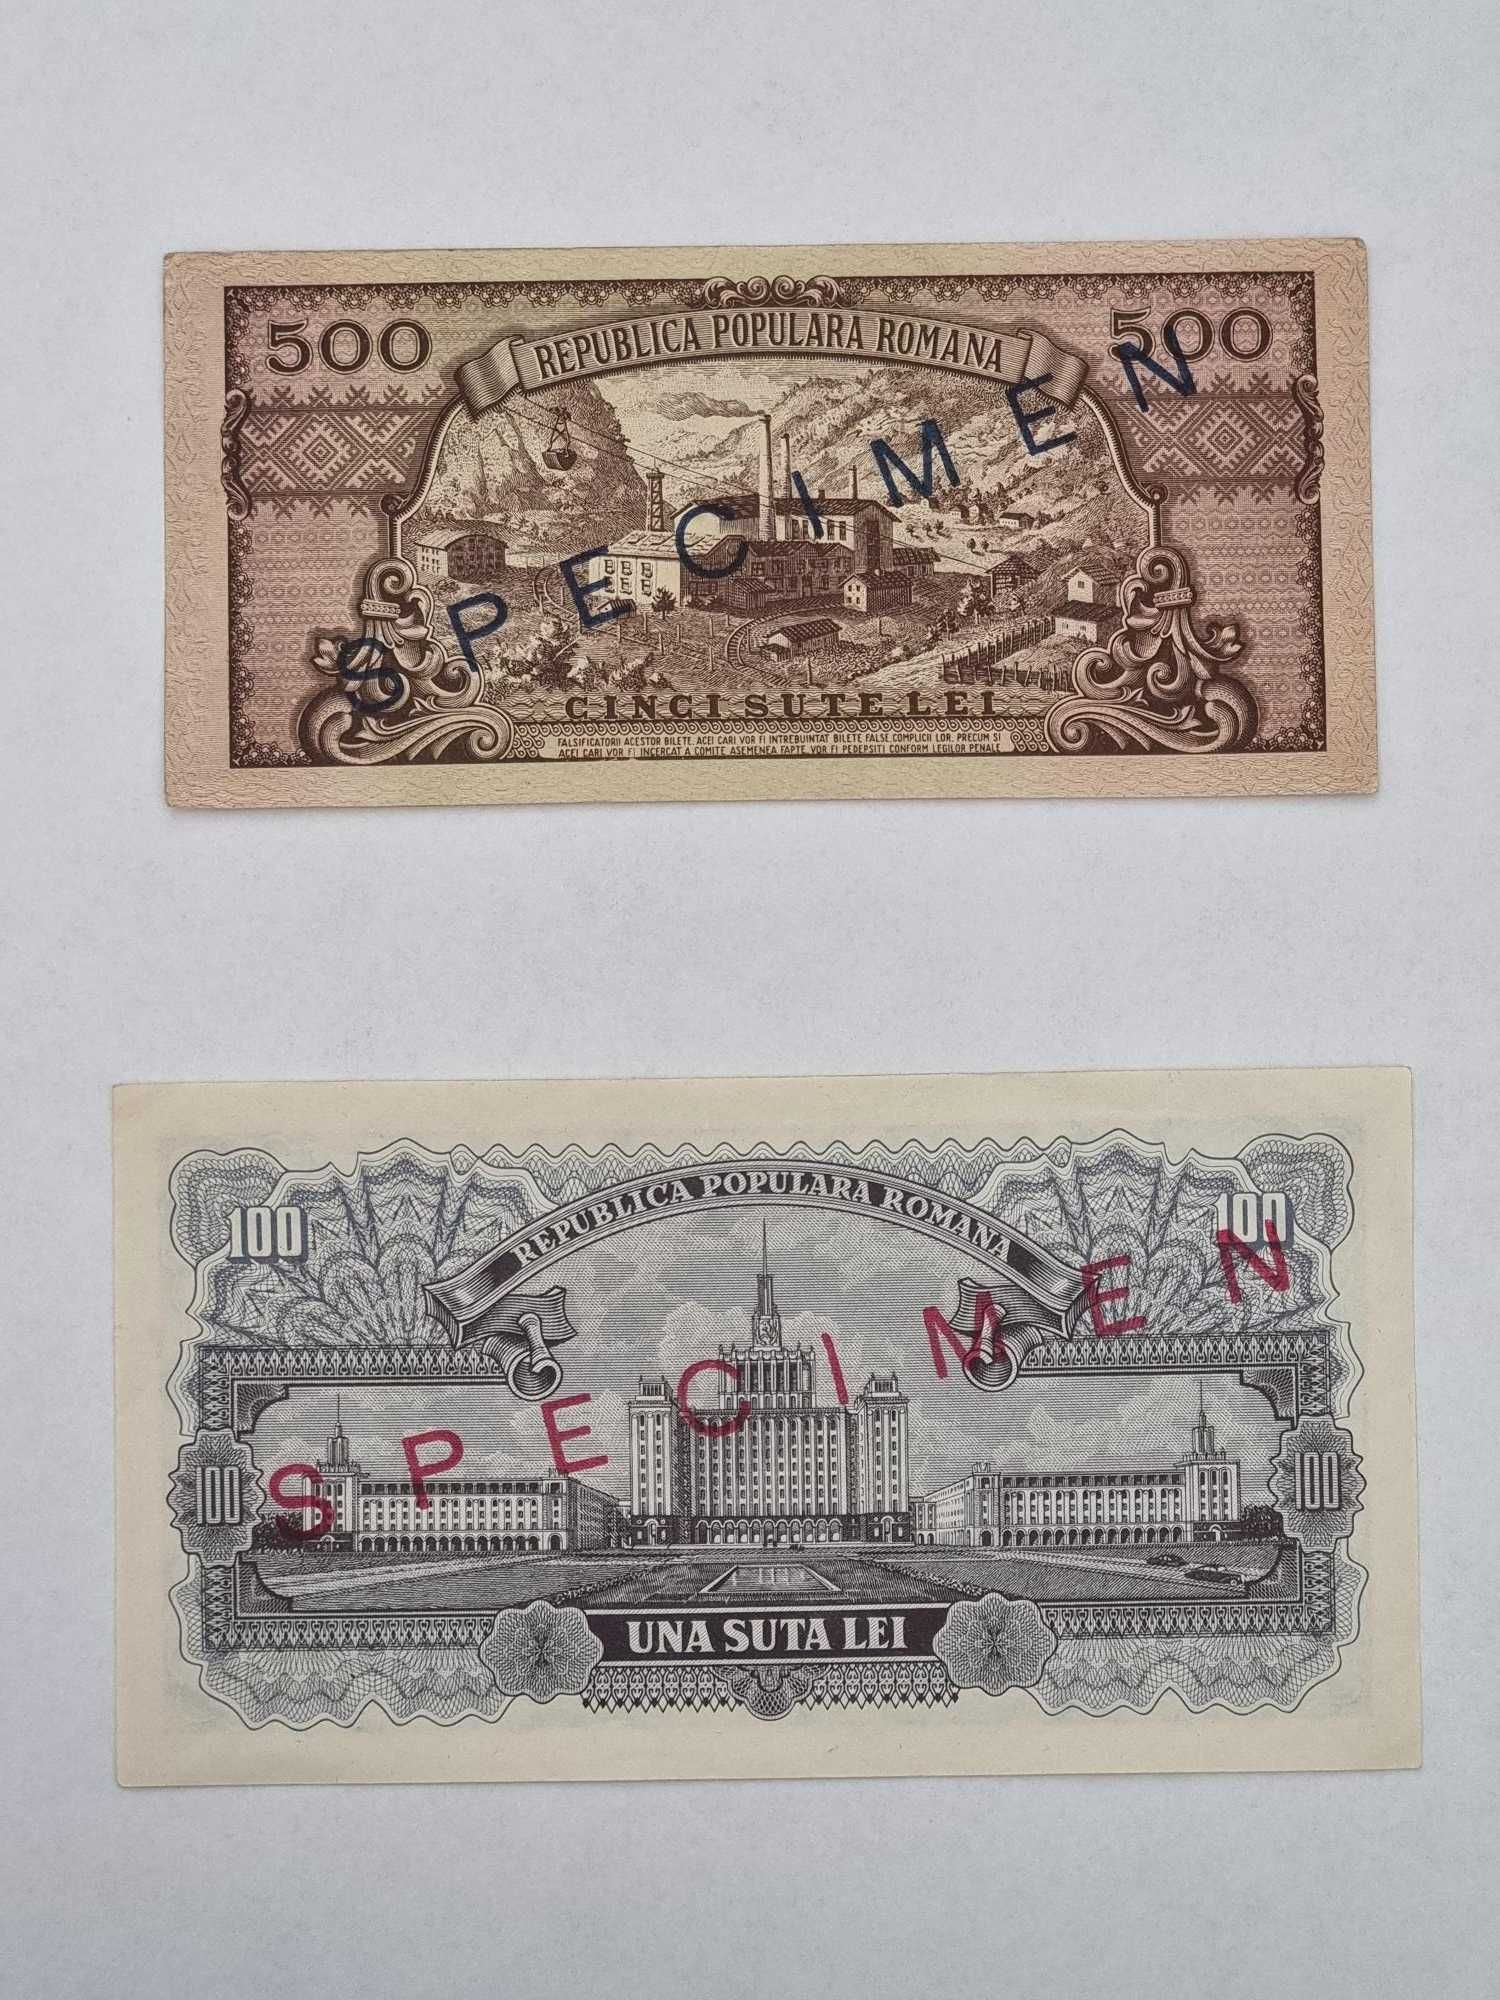 500
500
REPUBLICA POPULARA ROMANA
SPECIMEN
CINCI SUTE LEI
FALSIFICATORII ACESTOR BILETE, ACEI CARI VOR FI INTREBUINTAT BILETE FALSE, COMPLICII LOR, PRECUM SI
ACEI CARI VOR FI INCERCAT A COMITE ASEMENEA FAPTE, VOR FI PEDEPSITI CONFORM LEGILOR PENALE
REPUBLICA POPULARA ROMANA
100
100
SPECIMEN
100
100
UNA SUTA LEI